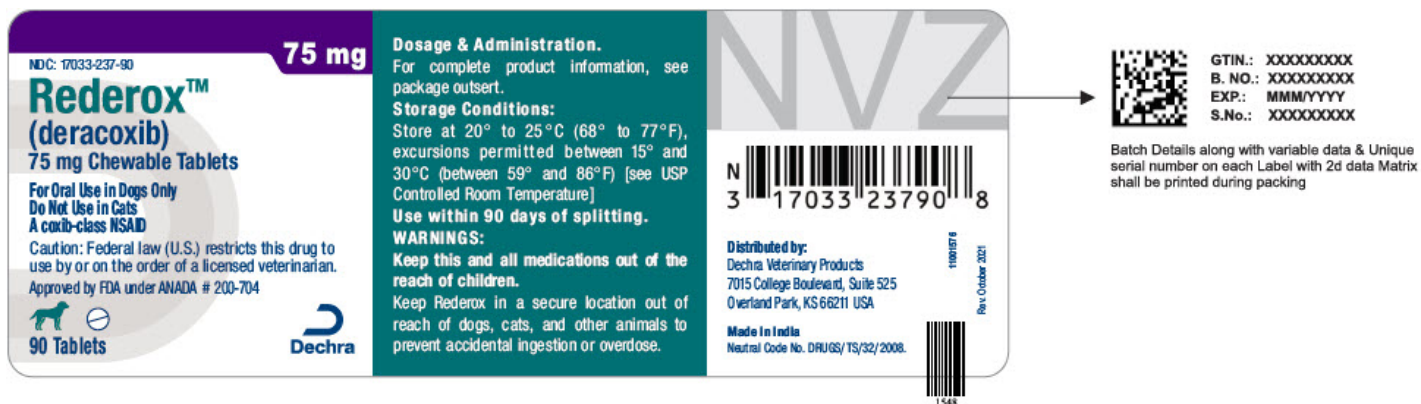 NDC: 17033-237-90
75 mg
Rederox™
(deracoxib)
75 mg Chewable Tablets
For Oral Use in Dogs Only
Do Not Use in Cats
A coxib-class NSAID
Caution: Federal law (U.S.) restricts this drug to
use by or on the order of a licensed veterinarian.
Approved by FDA under ANADA # 200-704
90 Tablets
Dechra
Dosage & Administration.
For complete product information, see
package outsert.
Storage Conditions:
Store at 20° to 25°C (68° to 77°F),
excursions permitted between 15° and
30°C (between 59° and 86°F) [see USP
Controlled Room Temperature]
Use within 90 days of splitting.
WARNINGS:
Keep this and all medications out of the
reach of children.
Keep Rederox in a secure location out of
reach of dogs, cats, and other animals to
prevent accidental ingestion or overdose.
NVZ
N
3 17033 23790 8
Distributed by:
Dechra Veterinary Products
7015 College Boulevard, Suite 525
Overland Park, KS 66211 USA
Made in India
Neutral Code No. DRUGS/TS/32/2008.
11001576
Rev. October 2021
1548
GTIN.: XXXXXXXXX
B. NO.: XXXXXXXXX
EXP.: MMM/YYYY
S.No.: XXXXXXXXX
Batch Details along with variable data & Unique
serial number on each Label with 2d data Matrix
shall be printed during packing